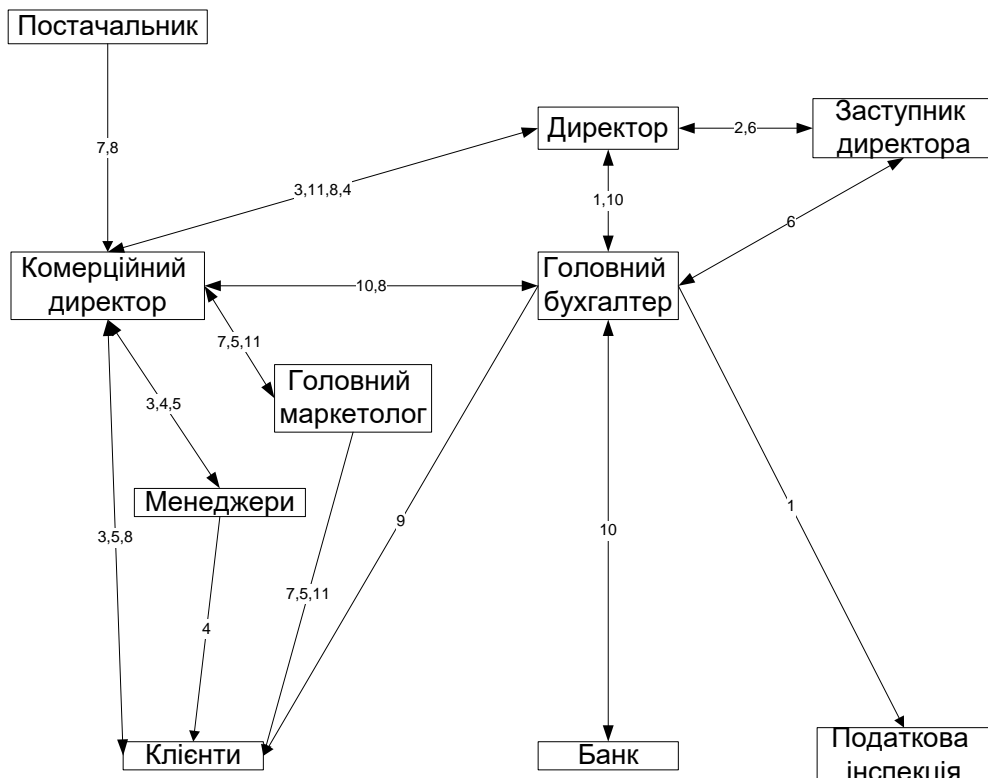 Постачальник
Директор
Заступник
директора
2,6
7,8
3,11,8,4
1,10
6
Комерційний
директор
10,8
Головний
бухгалтер
7,5,11
Головний
маркетолог
3,4,5
Менеджери
9
1
3,5,8
10
7,5,11
4
Клієнти
Банк
Податкова
інспекція